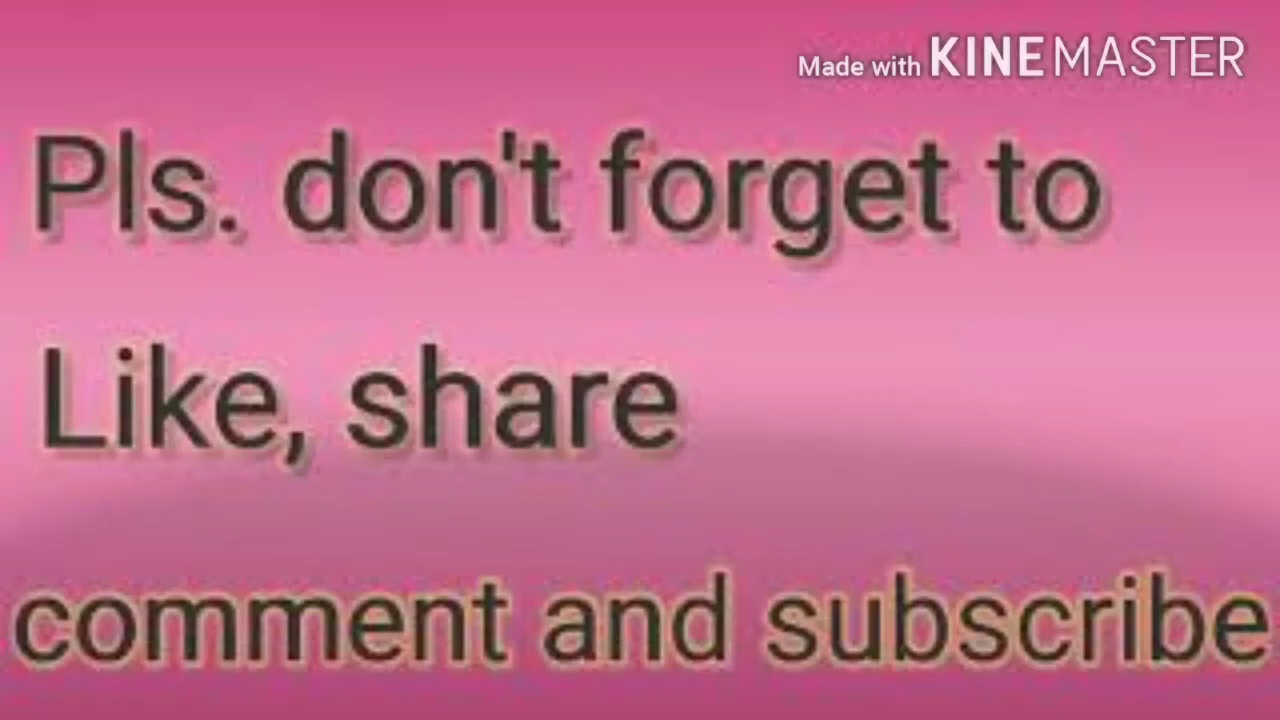 Made with KINEMASTER
Pls. don't forget to
Like, share
comment and subscribe